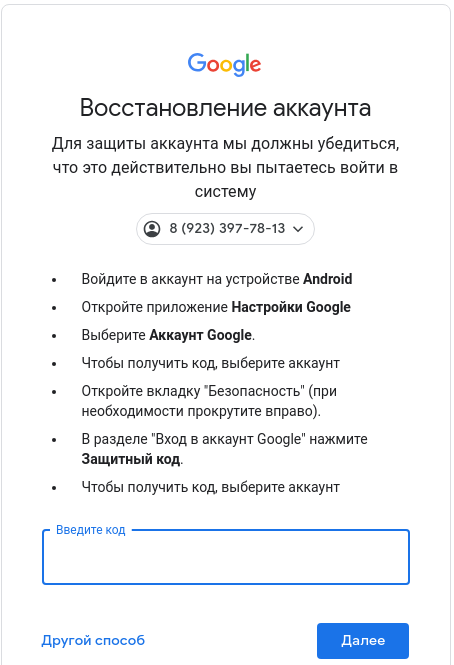 Google
Восстановление аккаунта
Для защиты аккаунта мы должны убедиться,
что это действительно вы пытаетесь войти в
систему
8 (923) 397-78-13
• Войдите в аккаунт на устройстве Android
• Откройте приложение Настройки Google
• Выберите Аккаунт Google.
• Чтобы получить код, выберите аккаунт
• Откройте вкладку "Безопасность" (при
необходимости прокрутите вправо).
• В разделе "Вход в аккаунт Google" нажмите
Защитный код.
• Чтобы получить код, выберите аккаунт
Введите код
Другой способ
Далее